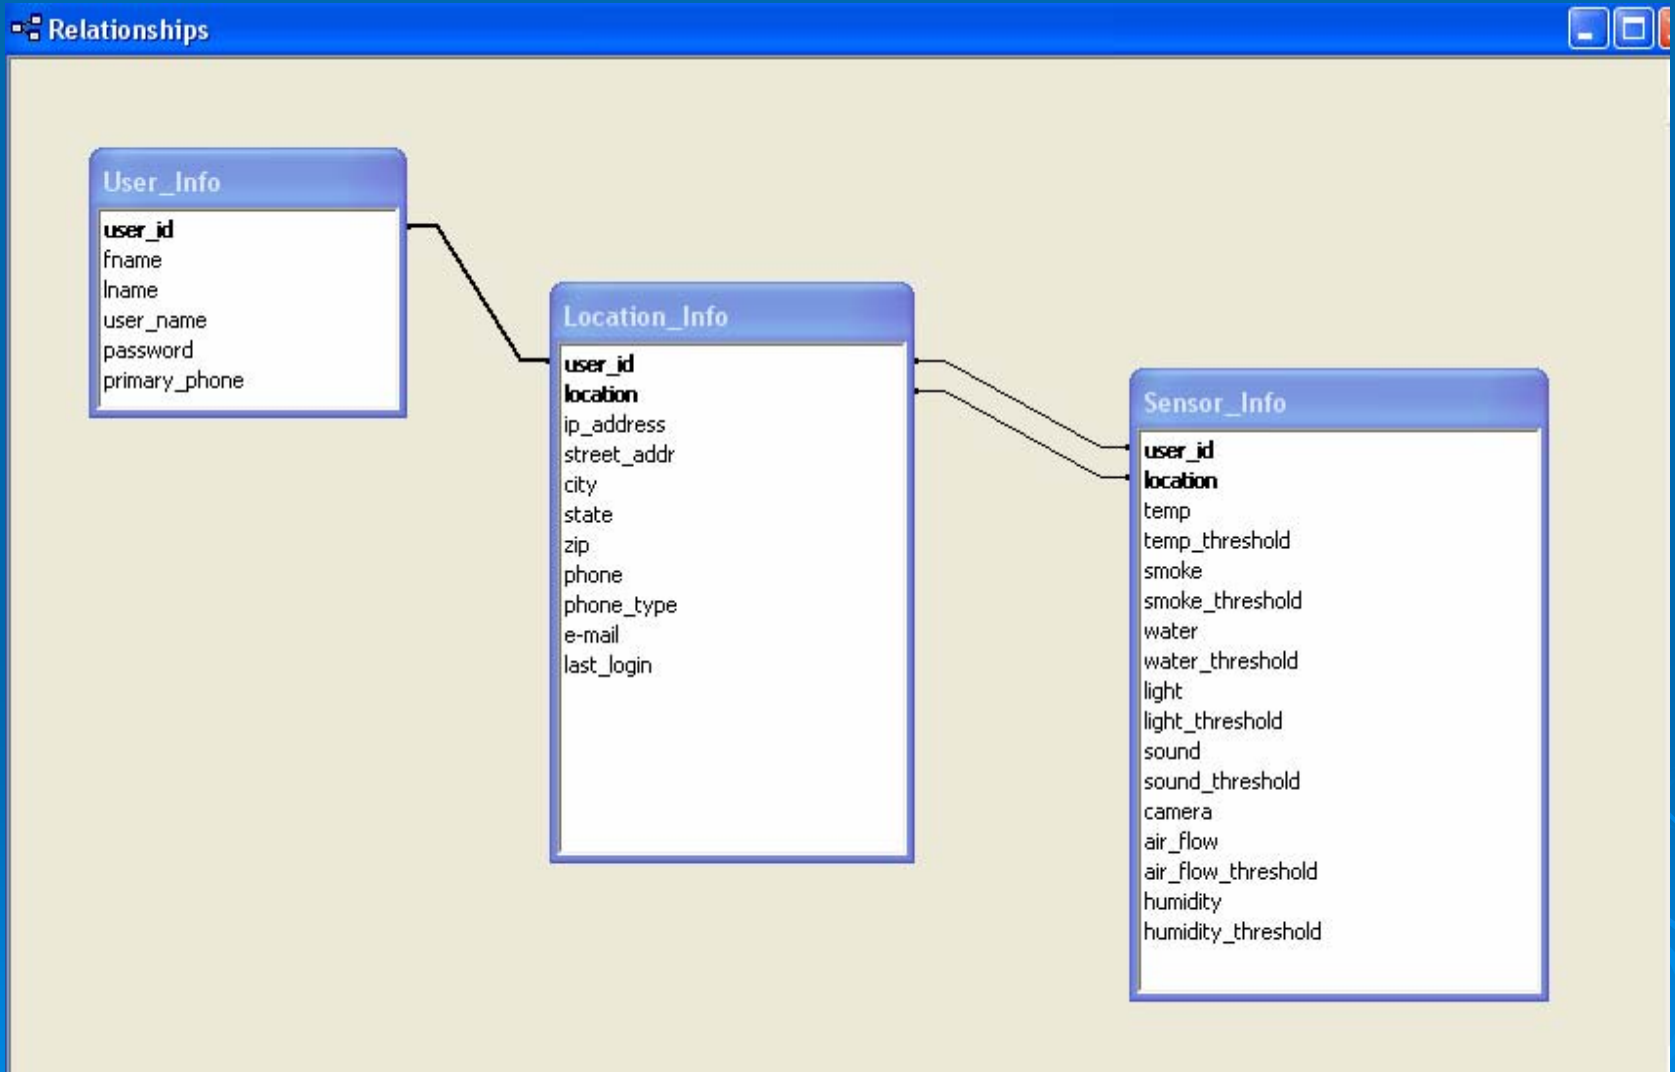 Relationships
User_Info
user_id
fname
lname
user_name
password
primary_phone
Location_Info
user_id
location
ip_address
street_addr
city
state
zip
phone
phone_type
e-mail
last_login
Sensor_Info
user_id
location
temp
temp_threshold
smoke
smoke_threshold
water
water_threshold
light
light_threshold
sound
sound_threshold
camera
air_flow
air_flow_threshold
humidity
humidity_threshold